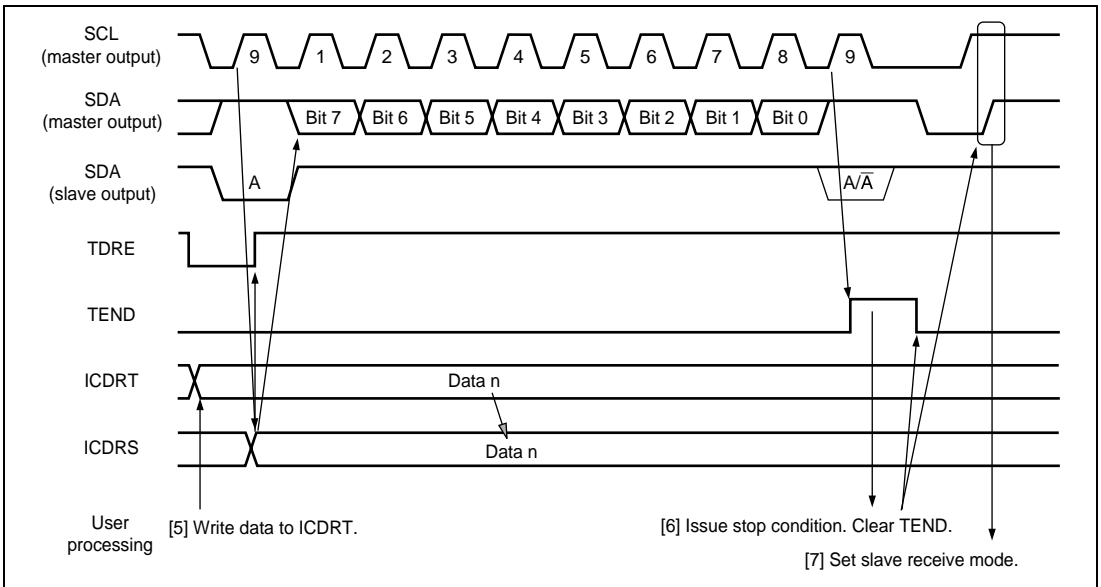 SCL
(master output)
9 1 2 3 4 5 6 7 8 9
SDA
(master output)
Bit 7 Bit 6 Bit 5 Bit 4 Bit 3 Bit 2 Bit 1 Bit 0
SDA
(slave output)
A A/A̅
TDRE
TEND
ICDRT
Data n
ICDRS
Data n
User
processing
[5] Write data to ICDRT.
[6] Issue stop condition. Clear TEND.
[7] Set slave receive mode.